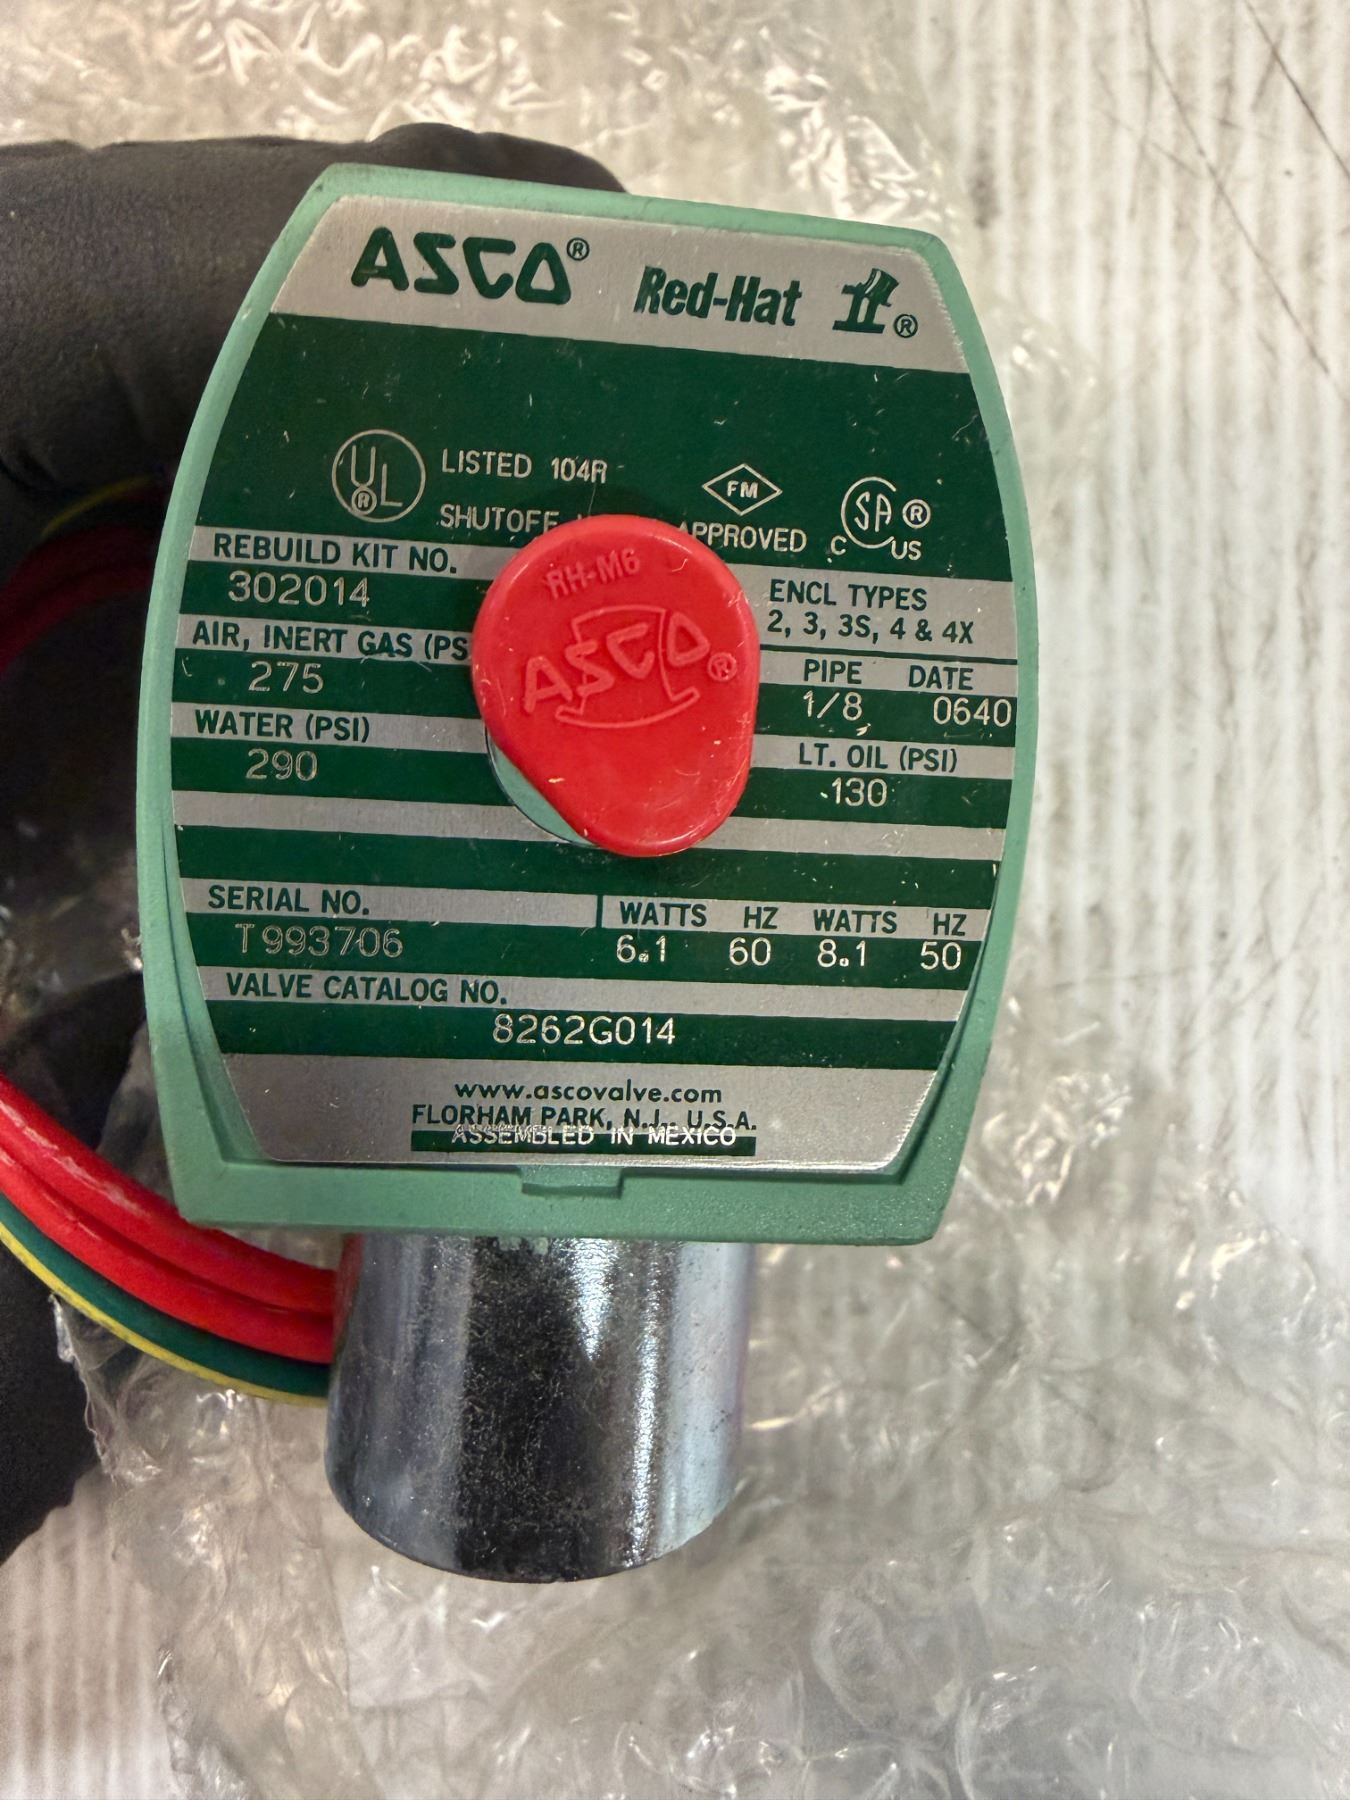 ASCO® Red-Hat II®
UL® LISTED 104R
SHUTOFF
FM
APPROVED
SA®
C US
REBUILD KIT NO.
302014
ENCL TYPES
2, 3, 3S, 4 & 4X
AIR, INERT GAS (PS
275
PIPE DATE
1/8 0640
WATER (PSI)
290
LT. OIL (PSI)
130
RH-M6
ASCO®
SERIAL NO.
T993706
WATTS HZ WATTS HZ
6.1 60 8.1 50
VALVE CATALOG NO.
8262G014
www.ascovalve.com
FLORHAM PARK, N.J. U.S.A.
ASSEMBLED IN MEXICO